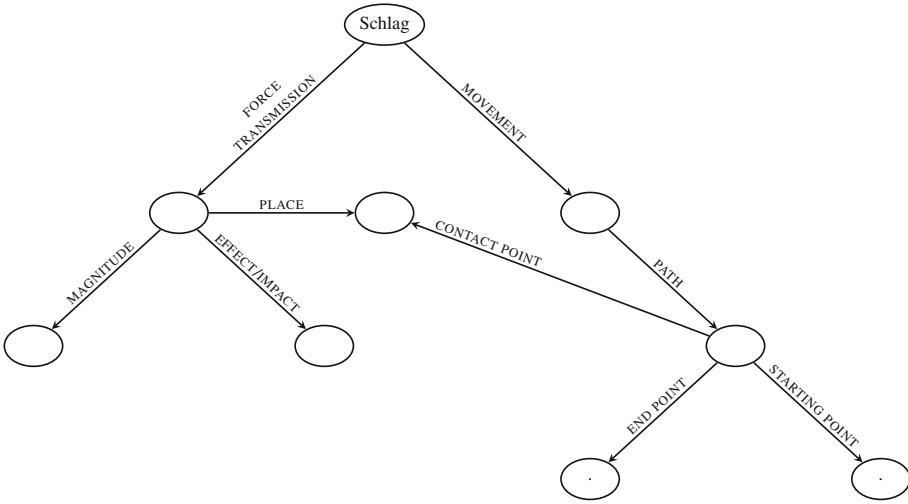 Schlag
FORCE
TRANSMISSION
MOVEMENT
PLACE
CONTACT POINT
MAGNITUDE
EFFECT/IMPACT
PATH
END POINT
STARTING POINT
.
.